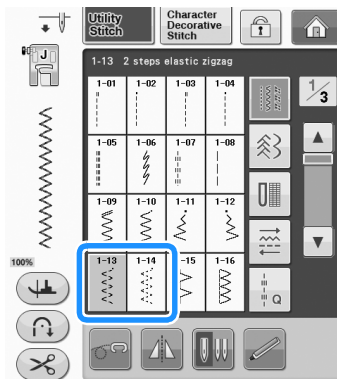 Utility
Stitch
Character
Decorative
Stitch
J
1-13 2 steps elastic zigzag
1-01 1-02 1-03 1-04
1/3
1-05 1-06 1-07 1-08
1-09 1-10 1-11 1-12
100%
1-13 1-14 1-15 1-16
Q